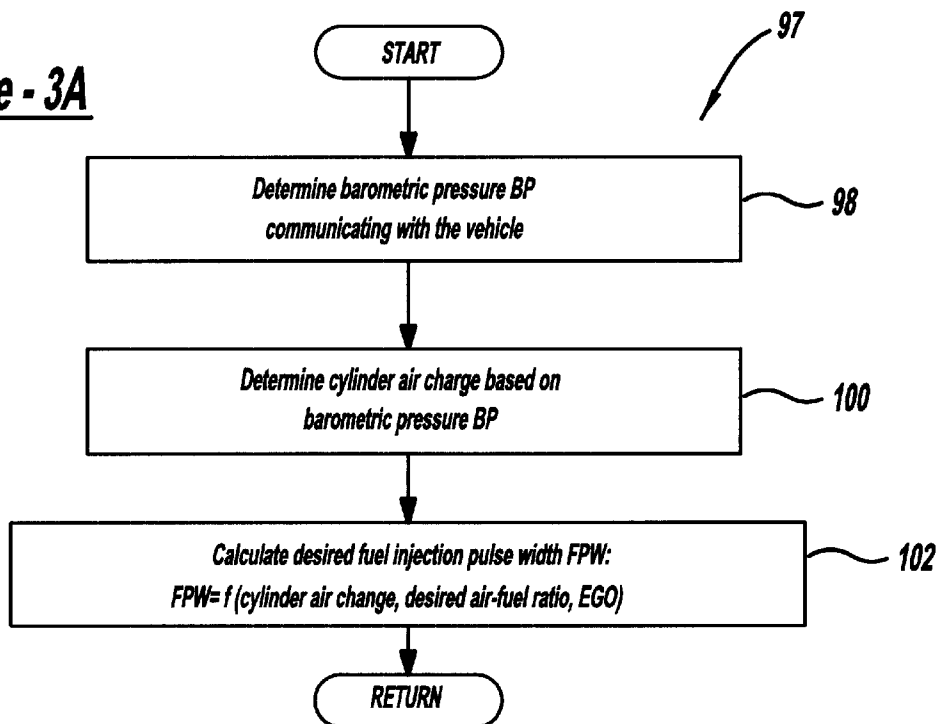 START
97
e - 3A
Determine barometric pressure BP
communicating with the vehicle
98
Determine cylinder air charge based on
barometric pressure BP
100
Calculate desired fuel injection pulse width FPW:
FPW= f (cylinder air change, desired air-fuel ratio, EGO)
102
RETURN